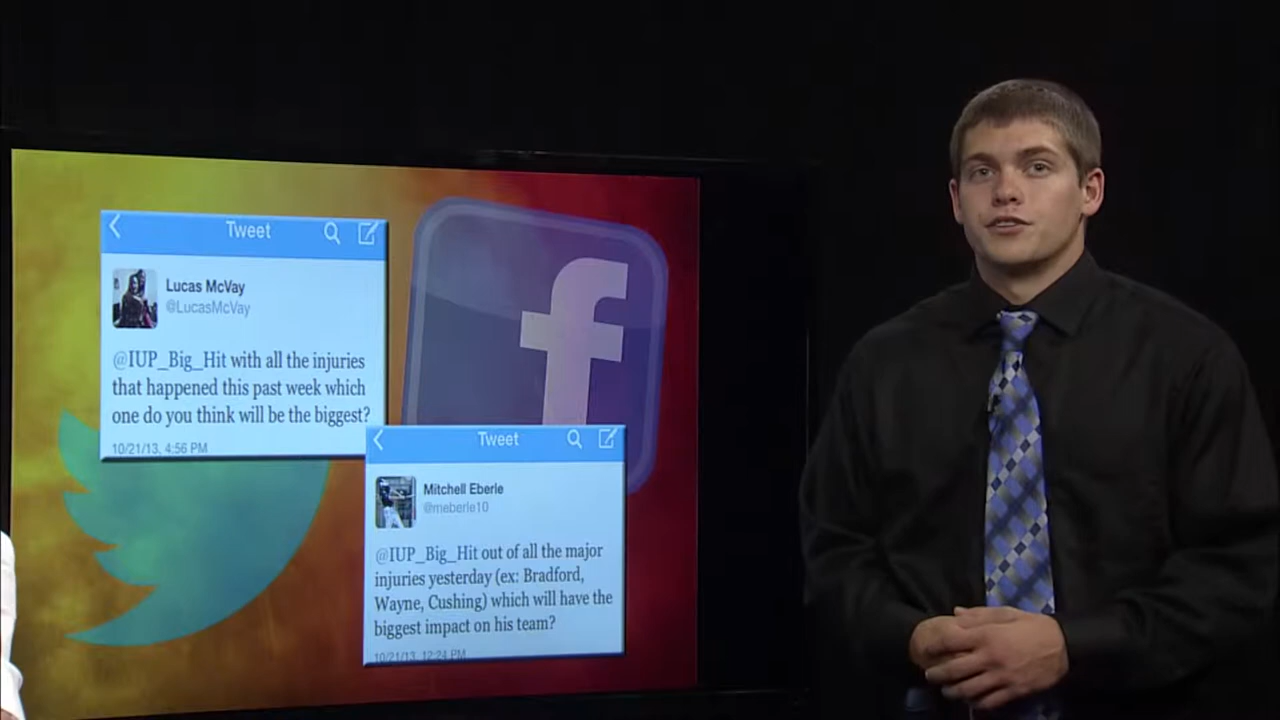 Tweet
Lucas McVay
@LucasMcVay
@IUP_Big_Hit with all the injuries
that happened this past week which
one do you think will be the biggest?
10/21/13, 4:56 PM
f
Tweet
Mitchell Eberle
@meberle10
@IUP_Big_Hit out of all the major
injuries yesterday (ex: Bradford,
Wayne, Cushing) which will have the
biggest impact on his team?
10/21/13, 12:24 PM